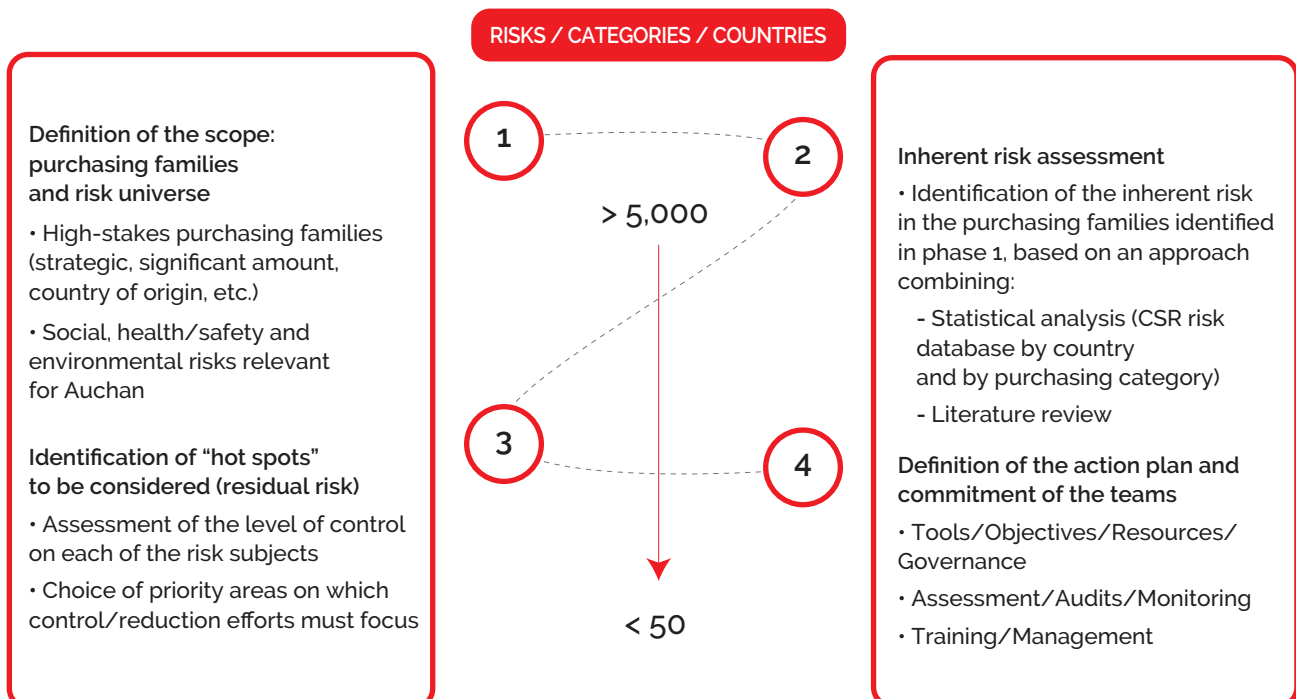 RISKS / CATEGORIES / COUNTRIES
Definition of the scope:
purchasing families
and risk universe
• High-stakes purchasing families
(strategic, significant amount,
country of origin, etc.)
• Social, health/safety and
environmental risks relevant
for Auchan
Identification of “hot spots”
to be considered (residual risk)
• Assessment of the level of control
on each of the risk subjects
• Choice of priority areas on which
control/reduction efforts must focus
1
2
> 5,000
3
4
< 50
Inherent risk assessment
• Identification of the inherent risk
in the purchasing families identified
in phase 1, based on an approach
combining:
- Statistical analysis (CSR risk
database by country
and by purchasing category)
- Literature review
Definition of the action plan and
commitment of the teams
• Tools/Objectives/Resources/
Governance
• Assessment/Audits/Monitoring
• Training/Management